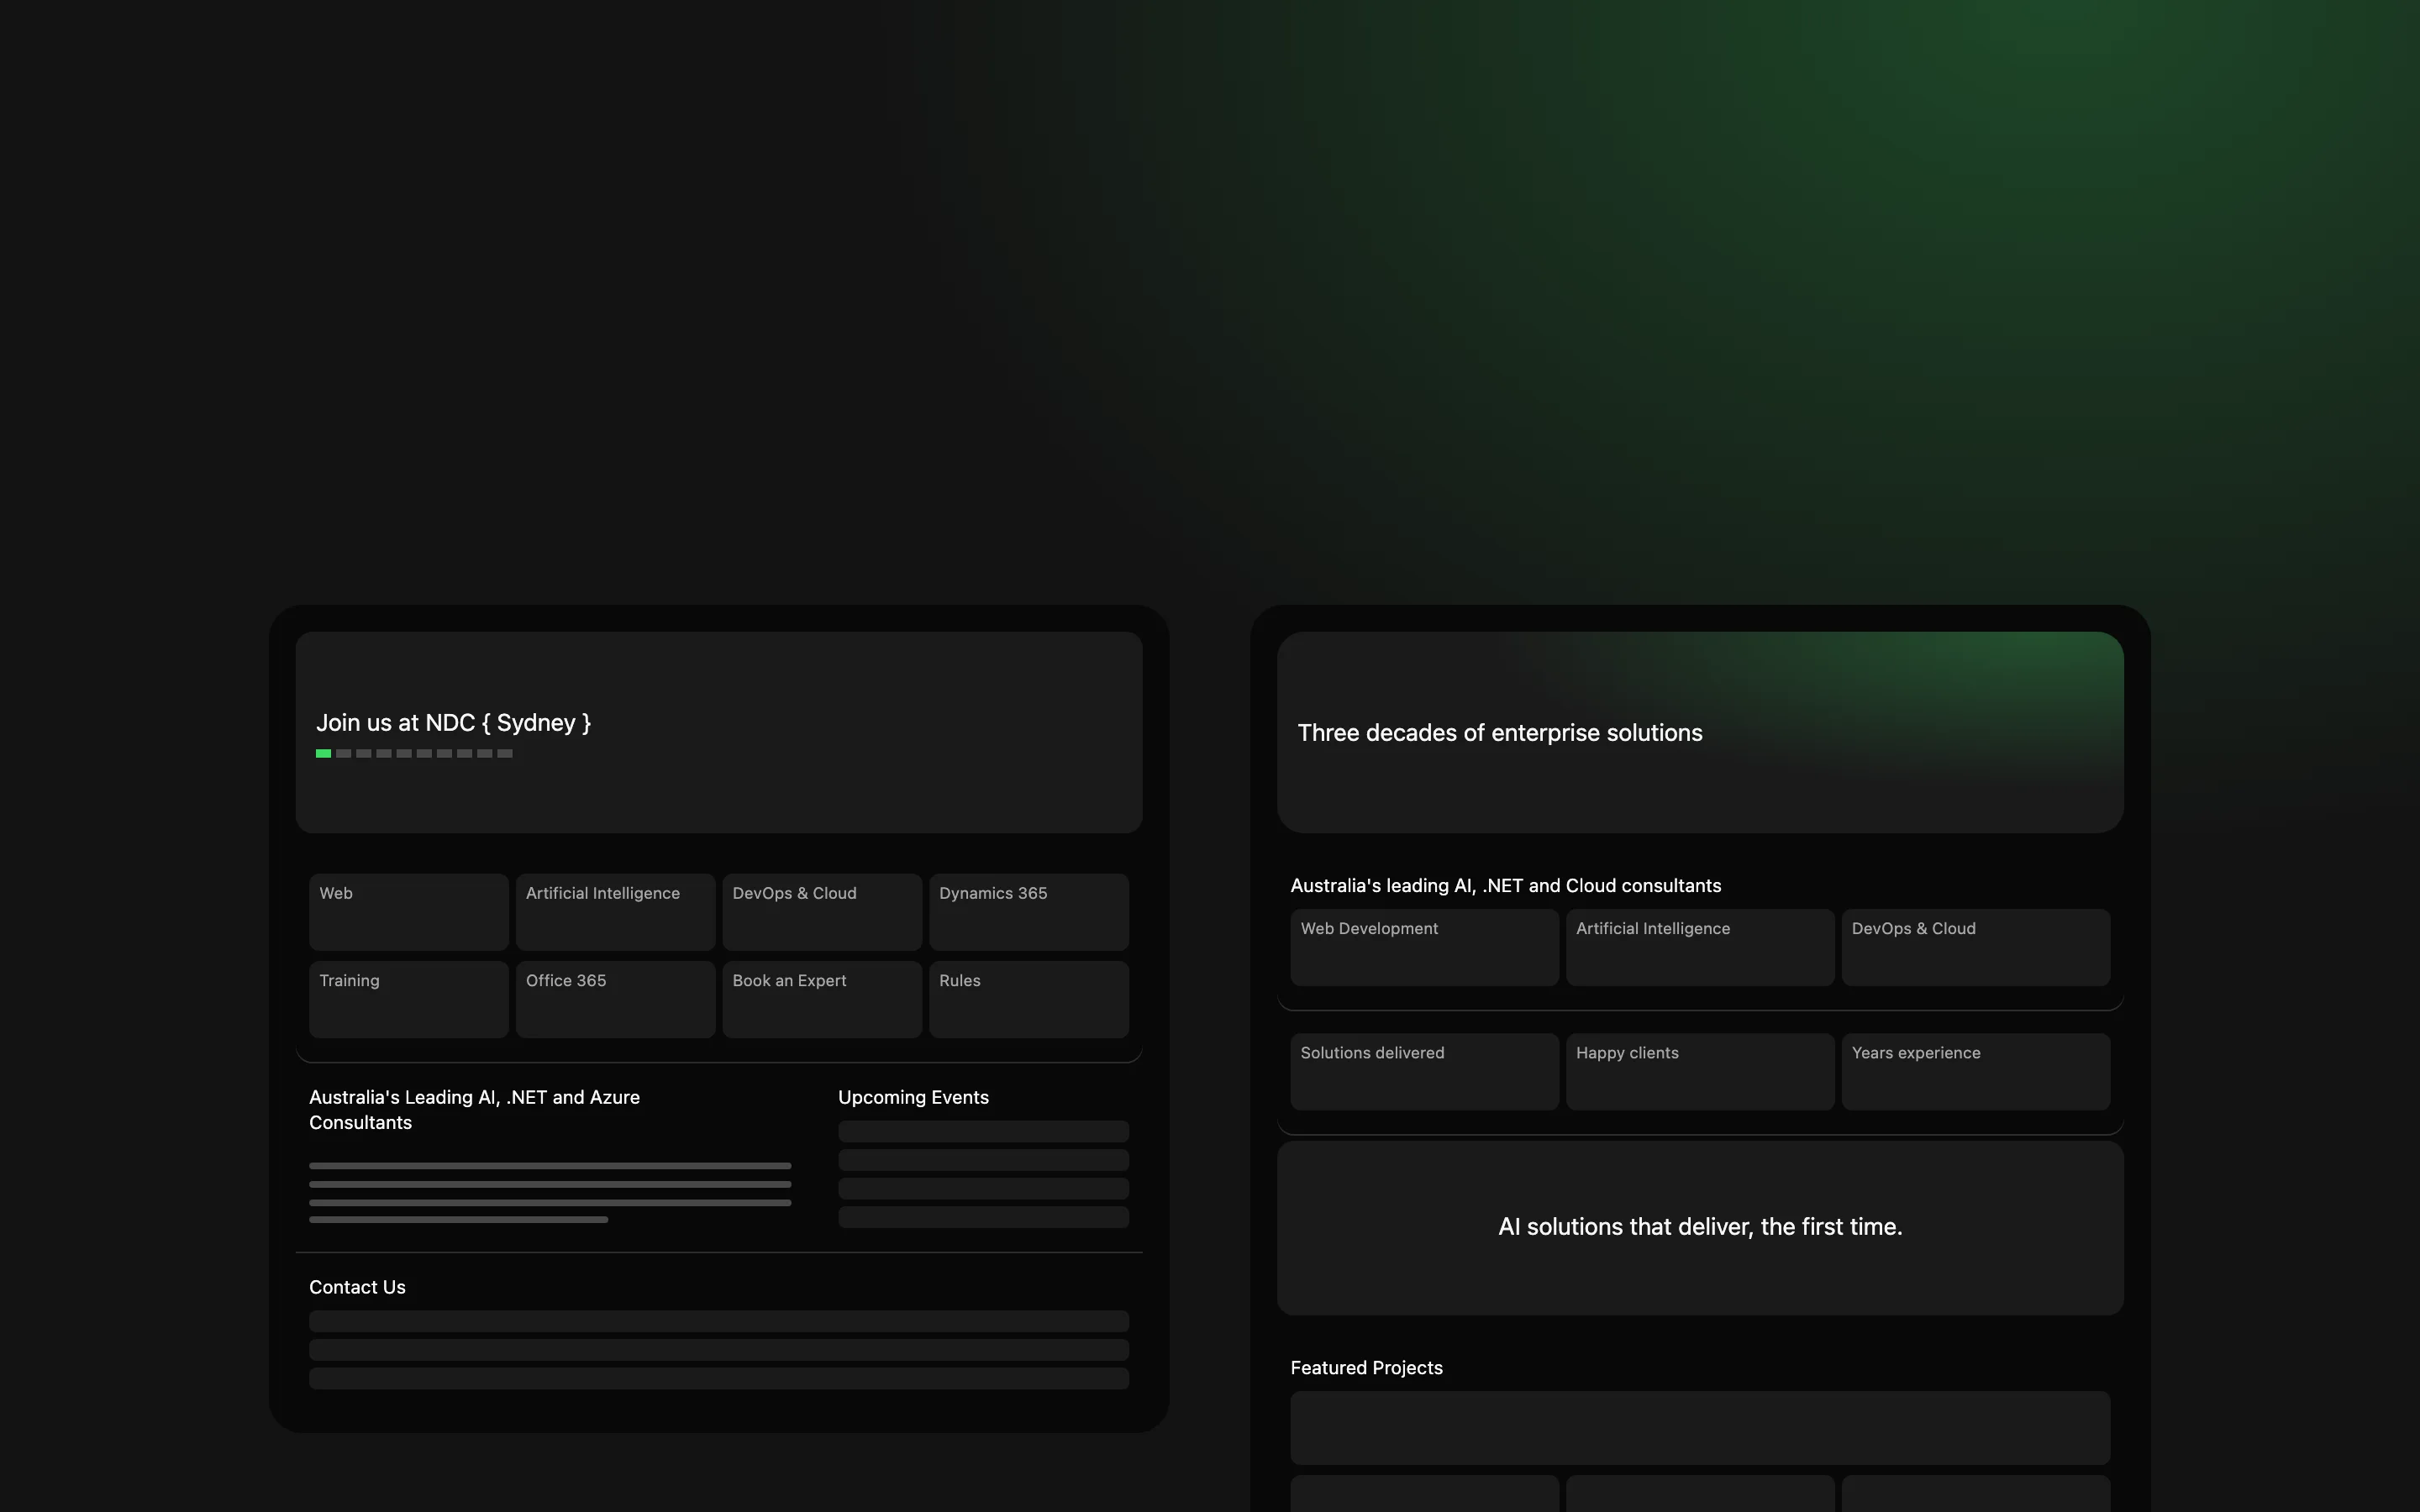 Join us at NDC { Sydney }
Web
Artificial Intelligence
DevOps & Cloud
Dynamics 365
Training
Office 365
Book an Expert
Rules
Australia's Leading AI, .NET and Azure
Consultants
Upcoming Events
Contact Us
Three decades of enterprise solutions
Australia's leading AI, .NET and Cloud consultants
Web Development
Artificial Intelligence
DevOps & Cloud
Solutions delivered
Happy clients
Years experience
AI solutions that deliver, the first time.
Featured Projects